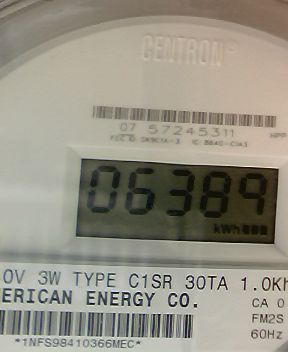 CENTRON®
07 57245311
06389
kWh
0V 3W TYPE C1SR 30TA 1.0Kh
ERICAN ENERGY CO.
CA 0
FM2S
60Hz
*1NFS98410366MEC*